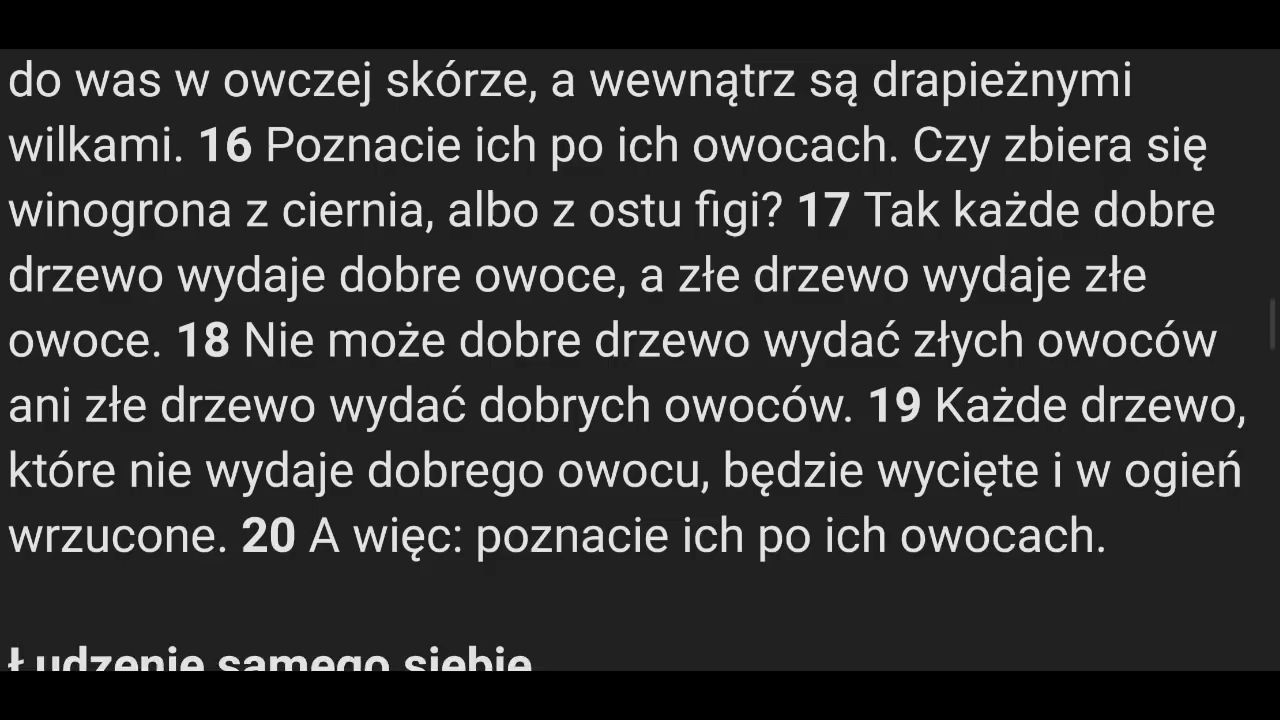 do was w owczej skórze, a wewnątrz są drapieżnymi
wilkami. 16 Poznacie ich po ich owocach. Czy zbiera się
winogrona z ciernia, albo z ostu figi? 17 Tak każde dobre
drzewo wydaje dobre owoce, a złe drzewo wydaje złe
owoce. 18 Nie może dobre drzewo wydać złych owoców
ani złe drzewo wydać dobrych owoców. 19 Każde drzewo,
które nie wydaje dobrego owocu, będzie wycięte i w ogień
wrzucone. 20 A więc: poznacie ich po ich owocach.
Łudzenie samego siebie